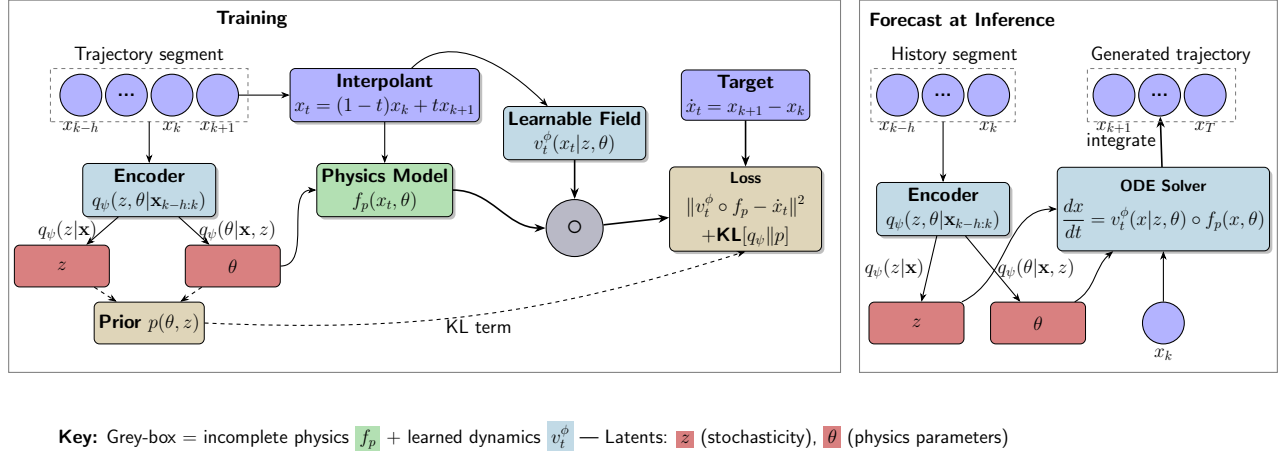 Training
Trajectory segment
...
x_{k−h}
x_k
x_{k+1}
Interpolant
x_t = (1 − t)x_k + tx_{k+1}
Learnable Field
v_t^ϕ(x_t|z, θ)
Target
ẋ_t = x_{k+1} − x_k
Encoder
q_ψ(z, θ|𝐱_{k−h:k})
q_ψ(z|𝐱)
q_ψ(θ|𝐱, z)
z
θ
Prior p(θ, z)
Physics Model
f_p(x_t, θ)
○
Loss
∥v_t^ϕ ∘ f_p − ẋ_t∥²
+KL[q_ψ∥p]
KL term
Forecast at Inference
History segment
...
x_{k−h}
x_k
Generated trajectory
...
x_{k+1}
x_T
integrate
Encoder
q_ψ(z, θ|𝐱_{k−h:k})
q_ψ(z|𝐱)
q_ψ(θ|𝐱, z)
z
θ
ODE Solver
dx/dt = v_t^ϕ(x|z, θ) ∘ f_p(x, θ)
x_k
Key: Grey-box = incomplete physics f_p + learned dynamics v_t^ϕ — Latents: z (stochasticity), θ (physics parameters)